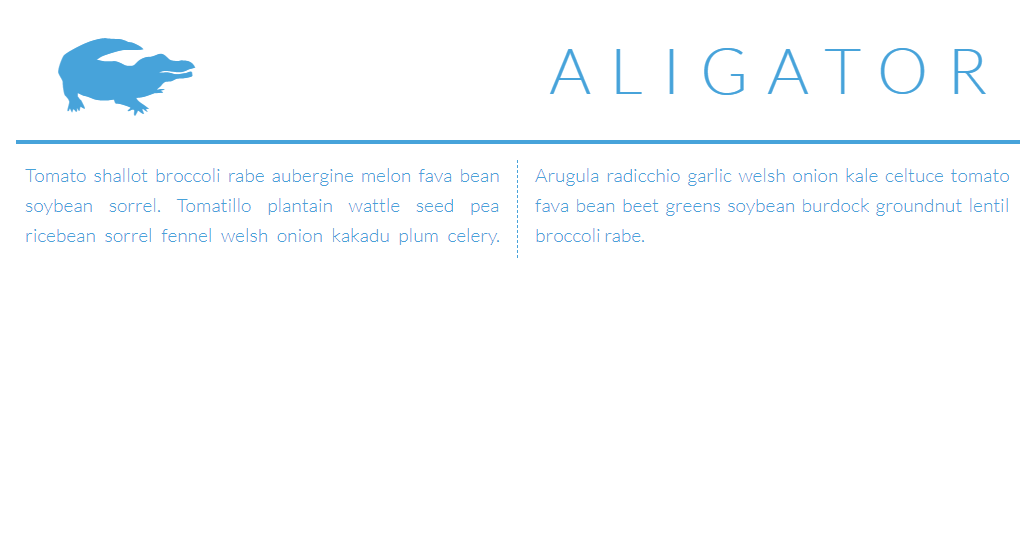 ALIGATOR
Tomato shallot broccoli rabe aubergine melon fava bean
soybean sorrel. Tomatillo plantain wattle seed pea
ricebean sorrel fennel welsh onion kakadu plum celery.
Arugula radicchio garlic welsh onion kale celtuce tomato
fava bean beet greens soybean burdock groundnut lentil
broccoli rabe.